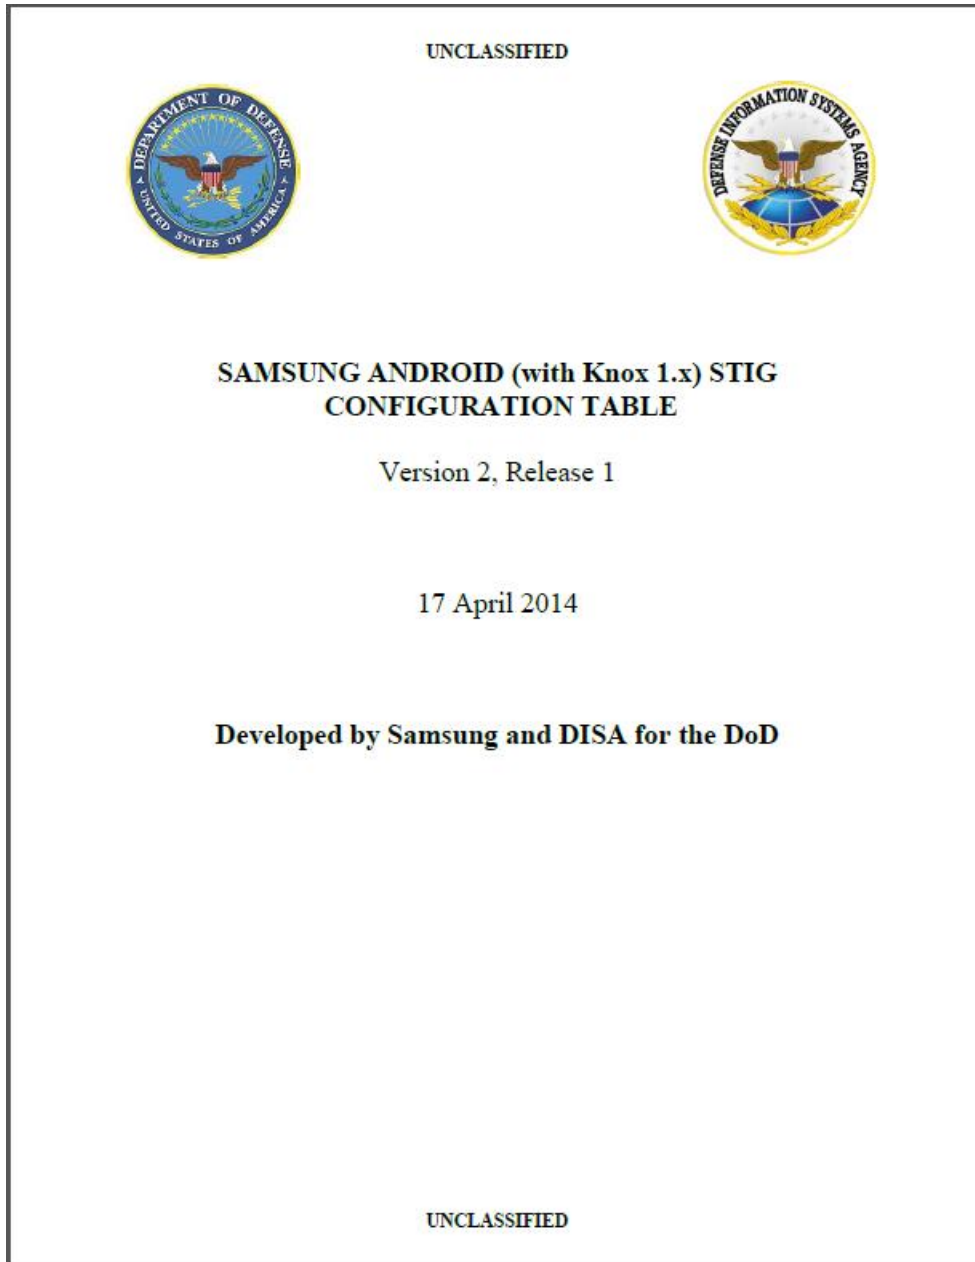 UNCLASSIFIED
DEPARTMENT OF DEFENSE
UNITED STATES OF AMERICA
DEFENSE INFORMATION SYSTEMS AGENCY
SAMSUNG ANDROID (with Knox 1.x) STIG
CONFIGURATION TABLE
Version 2, Release 1
17 April 2014
Developed by Samsung and DISA for the DoD
UNCLASSIFIED